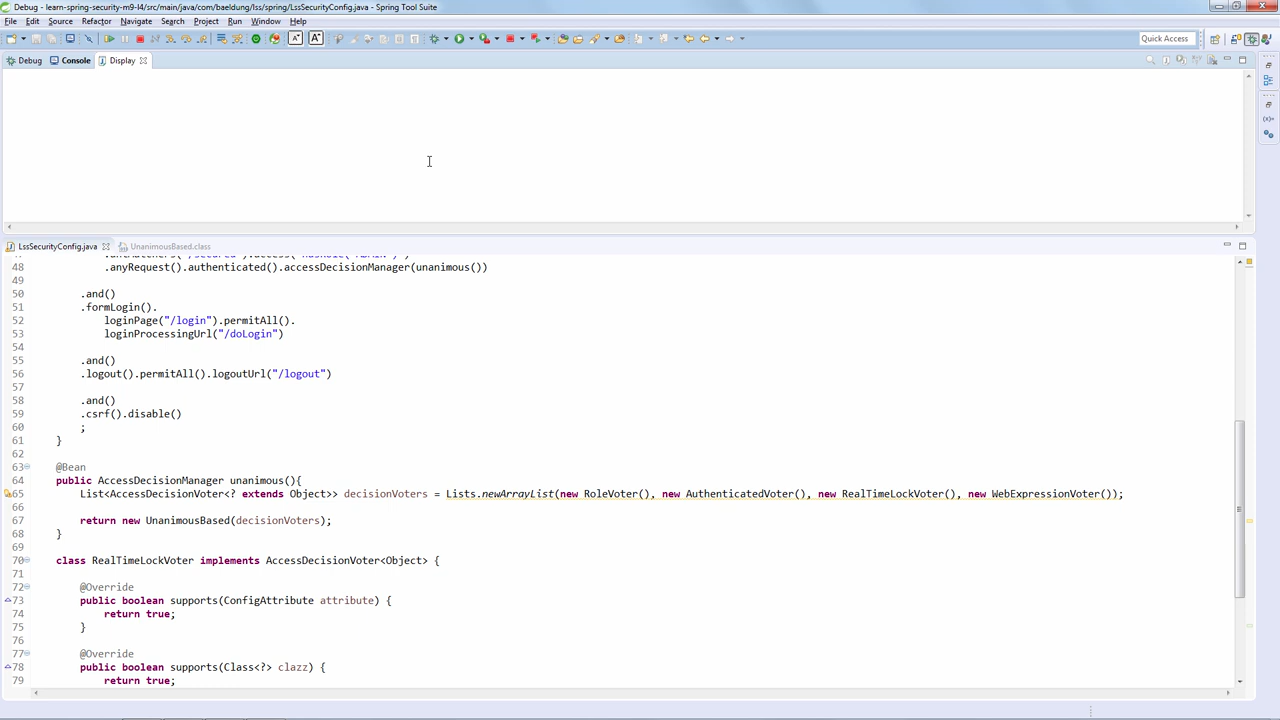 Debug - learn-spring-security-m9-l4/src/main/java/com/baeldung/lss/spring/LssSecurityConfig.java - Spring Tool Suite
File Edit Source Refactor Navigate Search Project Run Window Help
Quick Access
Debug Console Display
LssSecurityConfig.java UnanimousBased.class
48 .anyRequest().authenticated().accessDecisionManager(unanimous())
49
50 .and()
51 .formLogin().
52 loginPage("/login").permitAll().
53 loginProcessingUrl("/doLogin")
54
55 .and()
56 .logout().permitAll().logoutUrl("/logout")
57
58 .and()
59 .csrf().disable()
60 ;
61 }
62
63 @Bean
64 public AccessDecisionManager unanimous(){
65 List<AccessDecisionVoter<? extends Object>> decisionVoters = Lists.newArrayList(new RoleVoter(), new AuthenticatedVoter(), new RealTimeLockVoter(), new WebExpressionVoter());
66
67 return new UnanimousBased(decisionVoters);
68 }
69
70 class RealTimeLockVoter implements AccessDecisionVoter<Object> {
71
72 @Override
73 public boolean supports(ConfigAttribute attribute) {
74 return true;
75 }
76
77 @Override
78 public boolean supports(Class<?> clazz) {
79 return true;